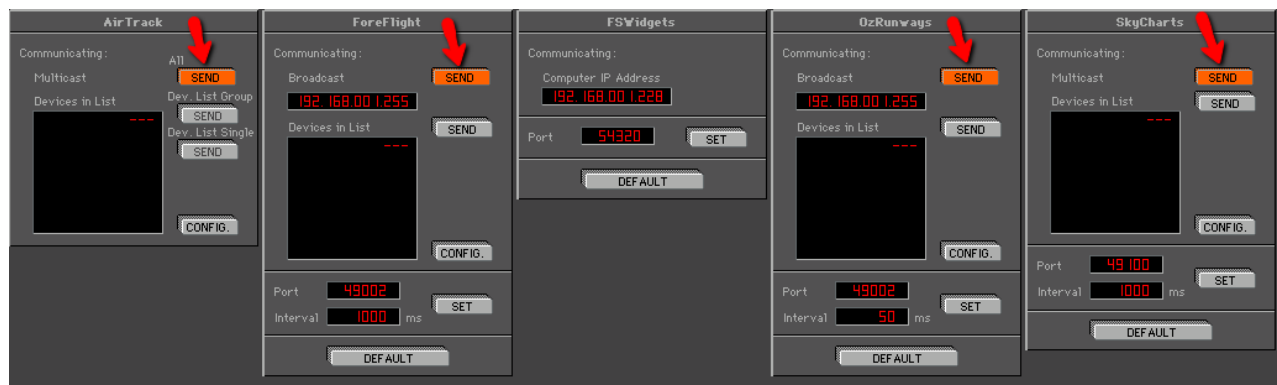 AirTrack
Communicating:
All
Multicast
SEND
Devices in List
Dev. List Group
---
SEND
Dev. List Single
SEND
CONFIG.
ForeFlight
Communicating:
Broadcast
SEND
192.168.001.255
Devices in List
SEND
---
CONFIG.
Port 49002
Interval 1000 ms
SET
DEFAULT
FSWidgets
Communicating:
Computer IP Address
192.168.001.228
Port 54320 SET
DEFAULT
OzRunways
Communicating:
Broadcast
SEND
192.168.001.255
Devices in List
SEND
---
CONFIG.
Port 49002
Interval 50 ms
SET
DEFAULT
SkyCharts
Communicating:
Multicast
SEND
Devices in List
SEND
---
CONFIG.
Port 49100
Interval 1000 ms
SET
DEFAULT